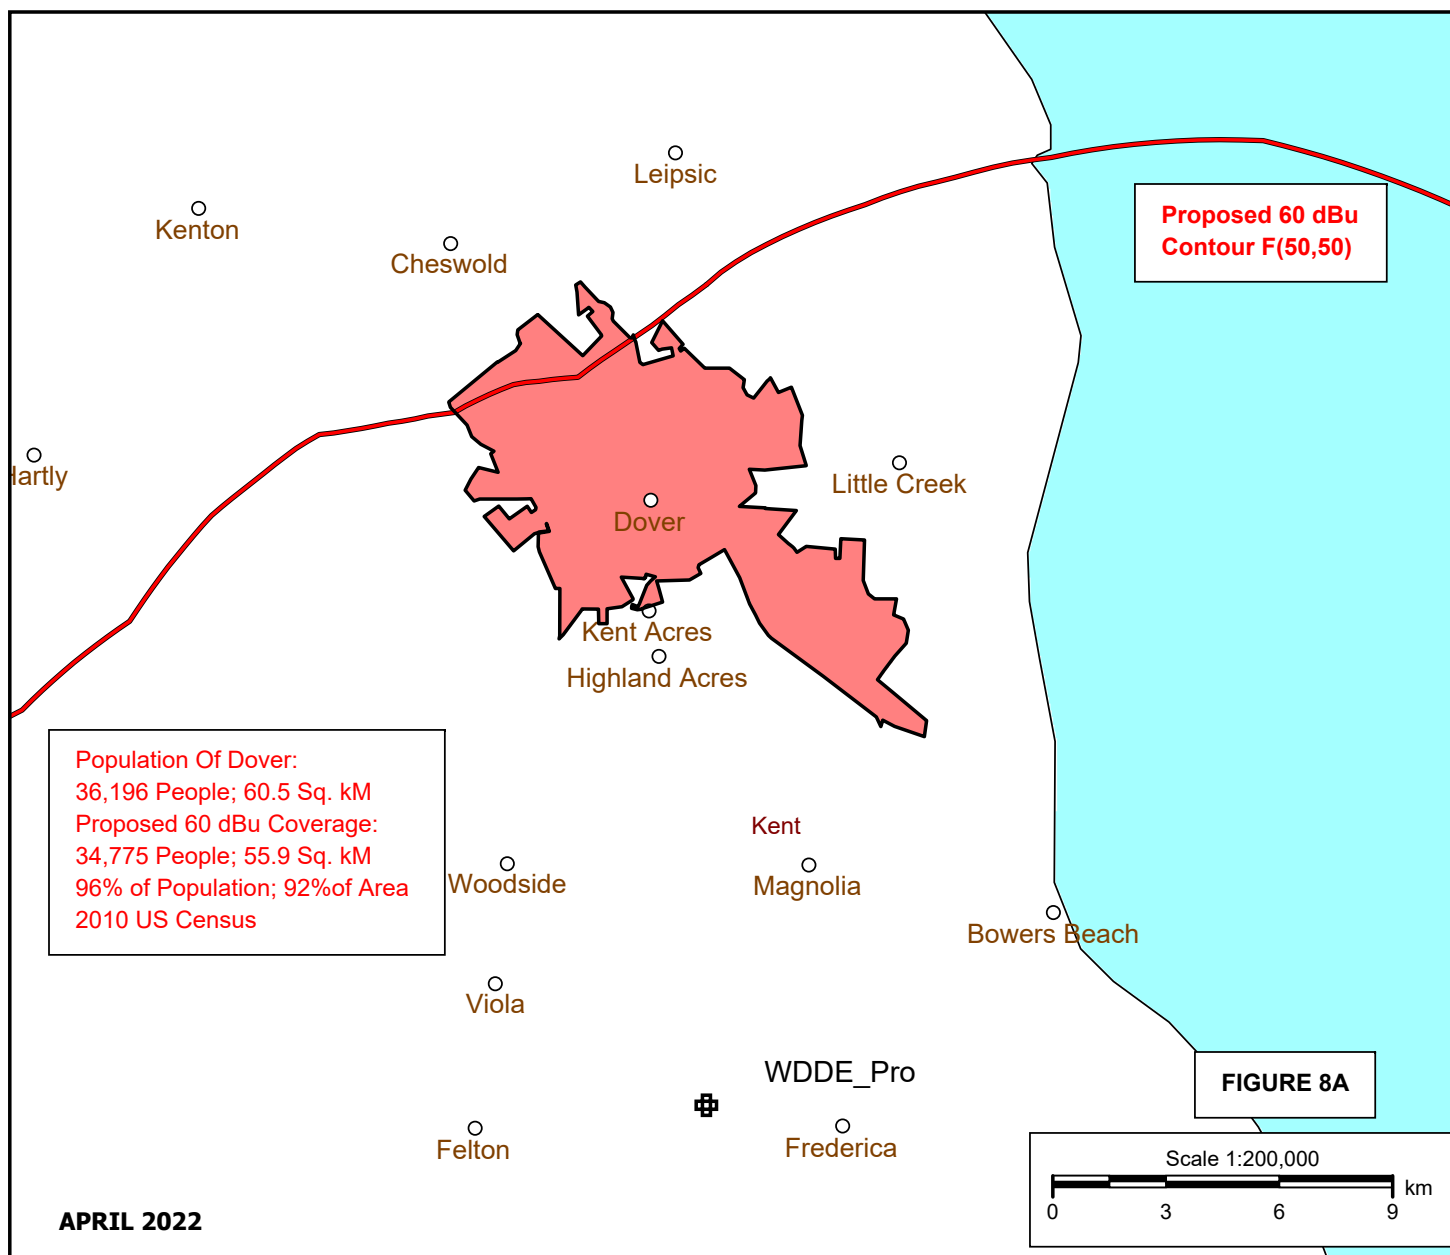 Leipsic
Kenton
Cheswold
Proposed 60 dBu
Contour F(50,50)
Hartly
Little Creek
Dover
Kent Acres
Highland Acres
Population Of Dover:
36,196 People; 60.5 Sq. kM
Proposed 60 dBu Coverage:
34,775 People; 55.9 Sq. kM
96% of Population; 92%of Area
2010 US Census
Kent
Woodside
Magnolia
Bowers Beach
Viola
WDDE_Pro
FIGURE 8A
Felton
Frederica
Scale 1:200,000
km
0 3 6 9
APRIL 2022